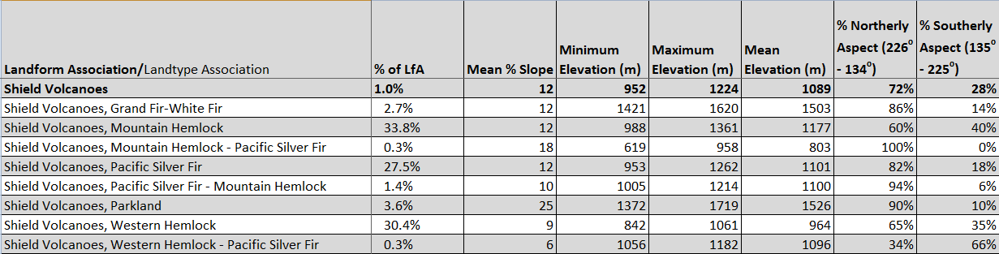 Landform Association/Landtype Association % of LfA Mean % Slope Minimum Elevation (m) Maximum Elevation (m) Mean Elevation (m) % Northerly Aspect (226° - 134°) % Southerly Aspect (135° - 225°)
Shield Volcanoes 1.0% 12 952 1224 1089 72% 28%
Shield Volcanoes, Grand Fir-White Fir 2.7% 12 1421 1620 1503 86% 14%
Shield Volcanoes, Mountain Hemlock 33.8% 12 988 1361 1177 60% 40%
Shield Volcanoes, Mountain Hemlock - Pacific Silver Fir 0.3% 18 619 958 803 100% 0%
Shield Volcanoes, Pacific Silver Fir 27.5% 12 953 1262 1101 82% 18%
Shield Volcanoes, Pacific Silver Fir - Mountain Hemlock 1.4% 10 1005 1214 1100 94% 6%
Shield Volcanoes, Parkland 3.6% 25 1372 1719 1526 90% 10%
Shield Volcanoes, Western Hemlock 30.4% 9 842 1061 964 65% 35%
Shield Volcanoes, Western Hemlock - Pacific Silver Fir 0.3% 6 1056 1182 1096 34% 66%